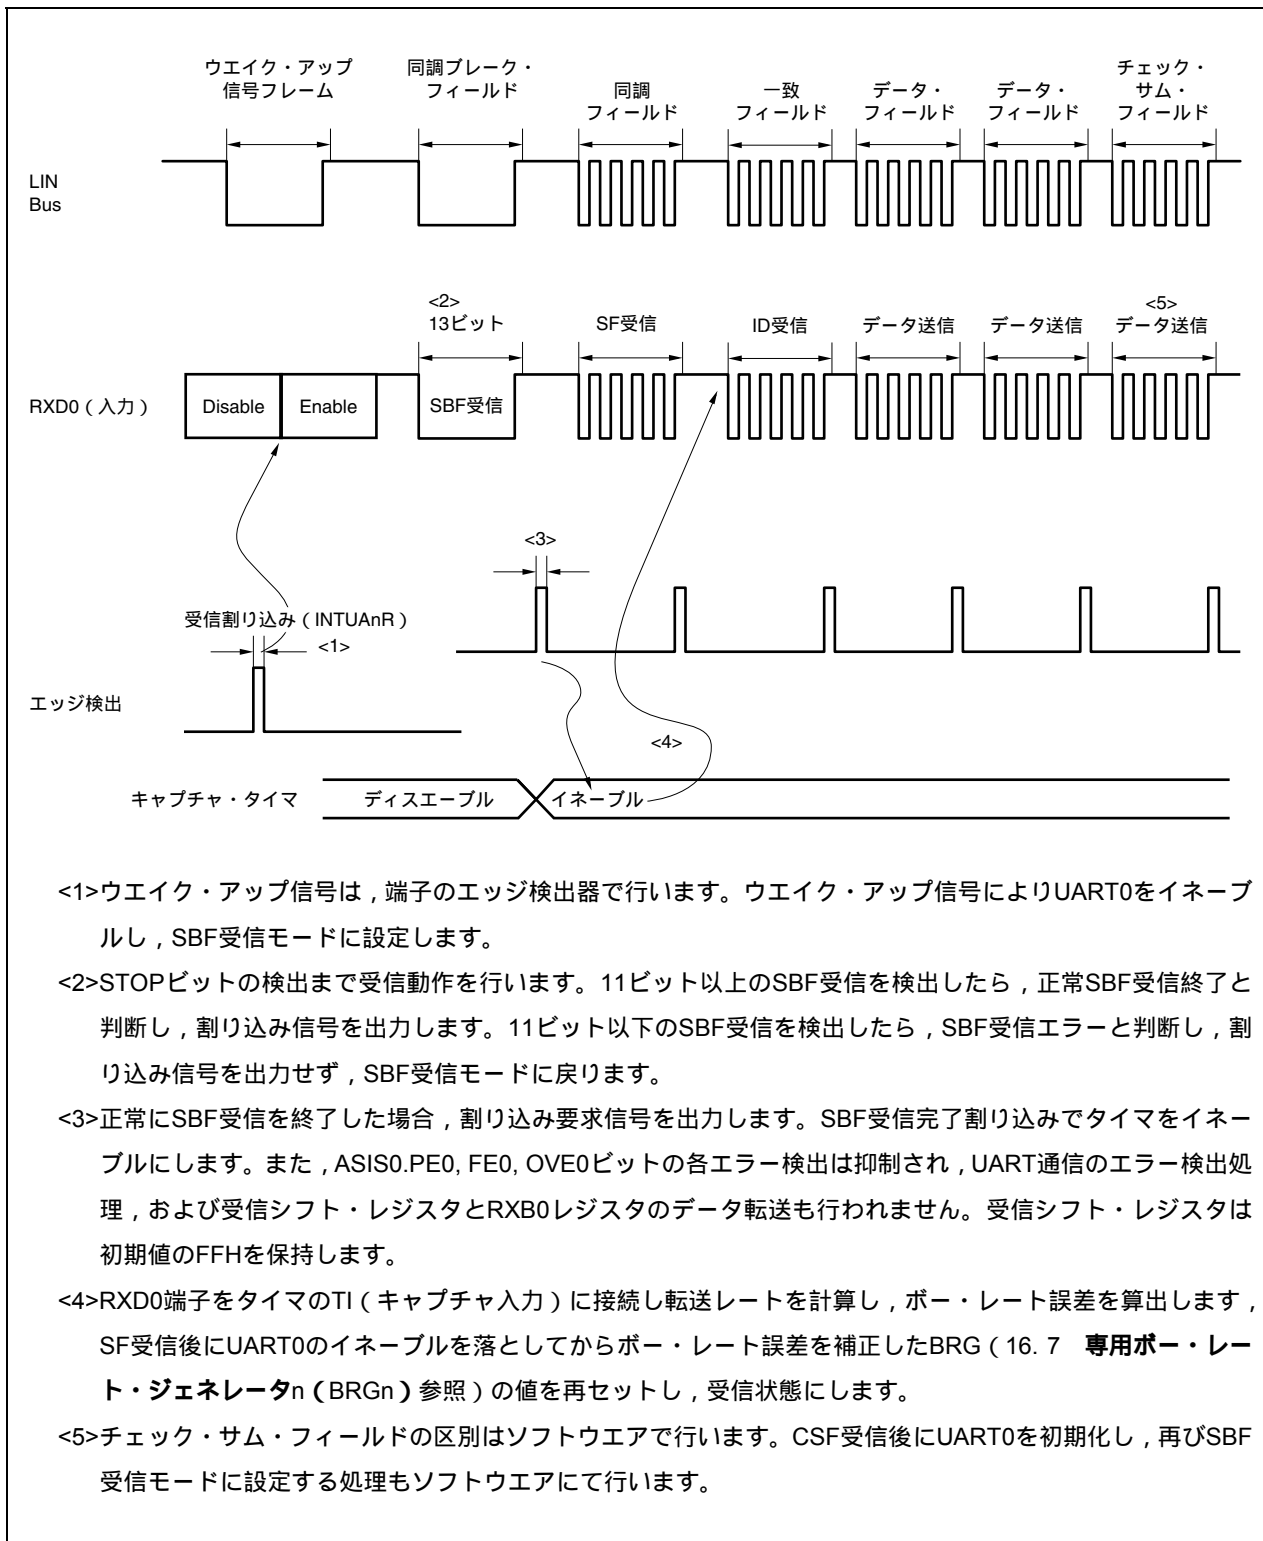 ウエイク・アップ
信号フレーム
同調ブレーク・
フィールド
同調
フィールド
一致
フィールド
データ・
フィールド
データ・
フィールド
チェック・
サム・
フィールド
LIN
Bus
<2>
13ビット
SF受信
ID受信
データ送信
データ送信
<5>
データ送信
RXD0（入力）
Disable
Enable
SBF受信
<3>
受信割り込み（INTUAnR）
<1>
エッジ検出
<4>
キャプチャ・タイマ
ディスエーブル
イネーブル
<1>ウエイク・アップ信号は，端子のエッジ検出器で行います。ウエイク・アップ信号によりUART0をイネーブ
ルし，SBF受信モードに設定します。
<2>STOPビットの検出まで受信動作を行います。11ビット以上のSBF受信を検出したら，正常SBF受信終了と
判断し，割り込み信号を出力します。11ビット以下のSBF受信を検出したら，SBF受信エラーと判断し，割
り込み信号を出力せず，SBF受信モードに戻ります。
<3>正常にSBF受信を終了した場合，割り込み要求信号を出力します。SBF受信完了割り込みでタイマをイネー
ブルにします。また，ASIS0.PE0, FE0, OVE0ビットの各エラー検出は抑制され，UART通信のエラー検出処
理，および受信シフト・レジスタとRXB0レジスタのデータ転送も行われません。受信シフト・レジスタは
初期値のFFHを保持します。
<4>RXD0端子をタイマのTI（キャプチャ入力）に接続し転送レートを計算し，ボー・レート誤差を算出します，
SF受信後にUART0のイネーブルを落としてからボー・レート誤差を補正したBRG（16. 7　専用ボー・レー
ト・ジェネレータn（BRGn）参照）の値を再セットし，受信状態にします。
<5>チェック・サム・フィールドの区別はソフトウエアで行います。CSF受信後にUART0を初期化し，再びSBF
受信モードに設定する処理もソフトウエアにて行います。